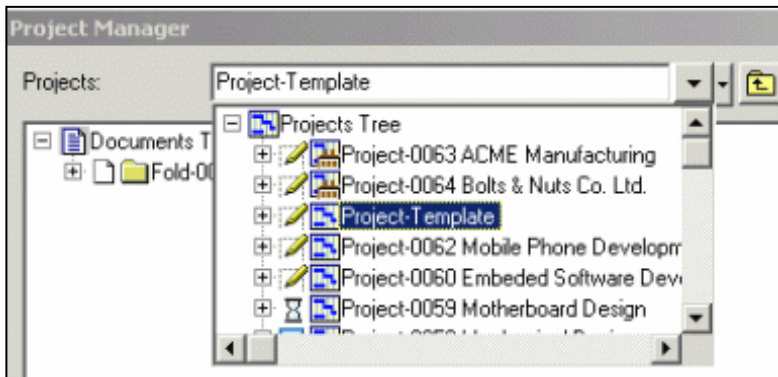 Project Manager
Projects: Project-Template
Documents T
Fold-00
Projects Tree
Project-0063 ACME Manufacturing
Project-0064 Bolts & Nuts Co. Ltd.
Project-Template
Project-0062 Mobile Phone Developm
Project-0060 Embeded Software Dev
Project-0059 Motherboard Design